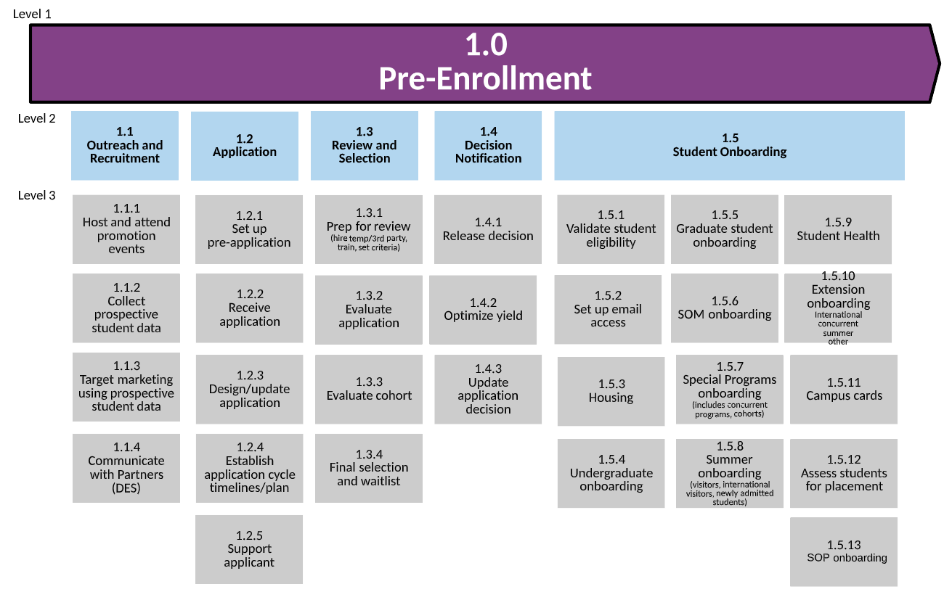 Level 1
1.0
Pre-Enrollment
Level 2
1.1
Outreach and
Recruitment
1.2
Application
1.3
Review and
Selection
1.4
Decision
Notification
1.5
Student Onboarding
Level 3
1.1.1
Host and attend
promotion
events
1.1.2
Collect
prospective
student data
1.1.3
Target marketing
using prospective
student data
1.1.4
Communicate
with Partners
(DES)
1.2.1
Set up
pre-application
1.2.2
Receive
application
1.2.3
Design/update
application
1.2.4
Establish
application cycle
timelines/plan
1.2.5
Support
applicant
1.3.1
Prep for review
(hire temp/3rd party,
train, set criteria)
1.3.2
Evaluate
application
1.3.3
Evaluate cohort
1.3.4
Final selection
and waitlist
1.4.1
Release decision
1.4.2
Optimize yield
1.4.3
Update
application
decision
1.5.1
Validate student
eligibility
1.5.2
Set up email
access
1.5.3
Housing
1.5.4
Undergraduate
onboarding
1.5.5
Graduate student
onboarding
1.5.6
SOM onboarding
1.5.7
Special Programs
onboarding
(includes concurrent
programs, cohorts)
1.5.8
Summer
onboarding
(visitors, international
visitors, newly admitted
students)
1.5.9
Student Health
1.5.10
Extension
onboarding
International
concurrent
summer
other
1.5.11
Campus cards
1.5.12
Assess students
for placement
1.5.13
SOP onboarding